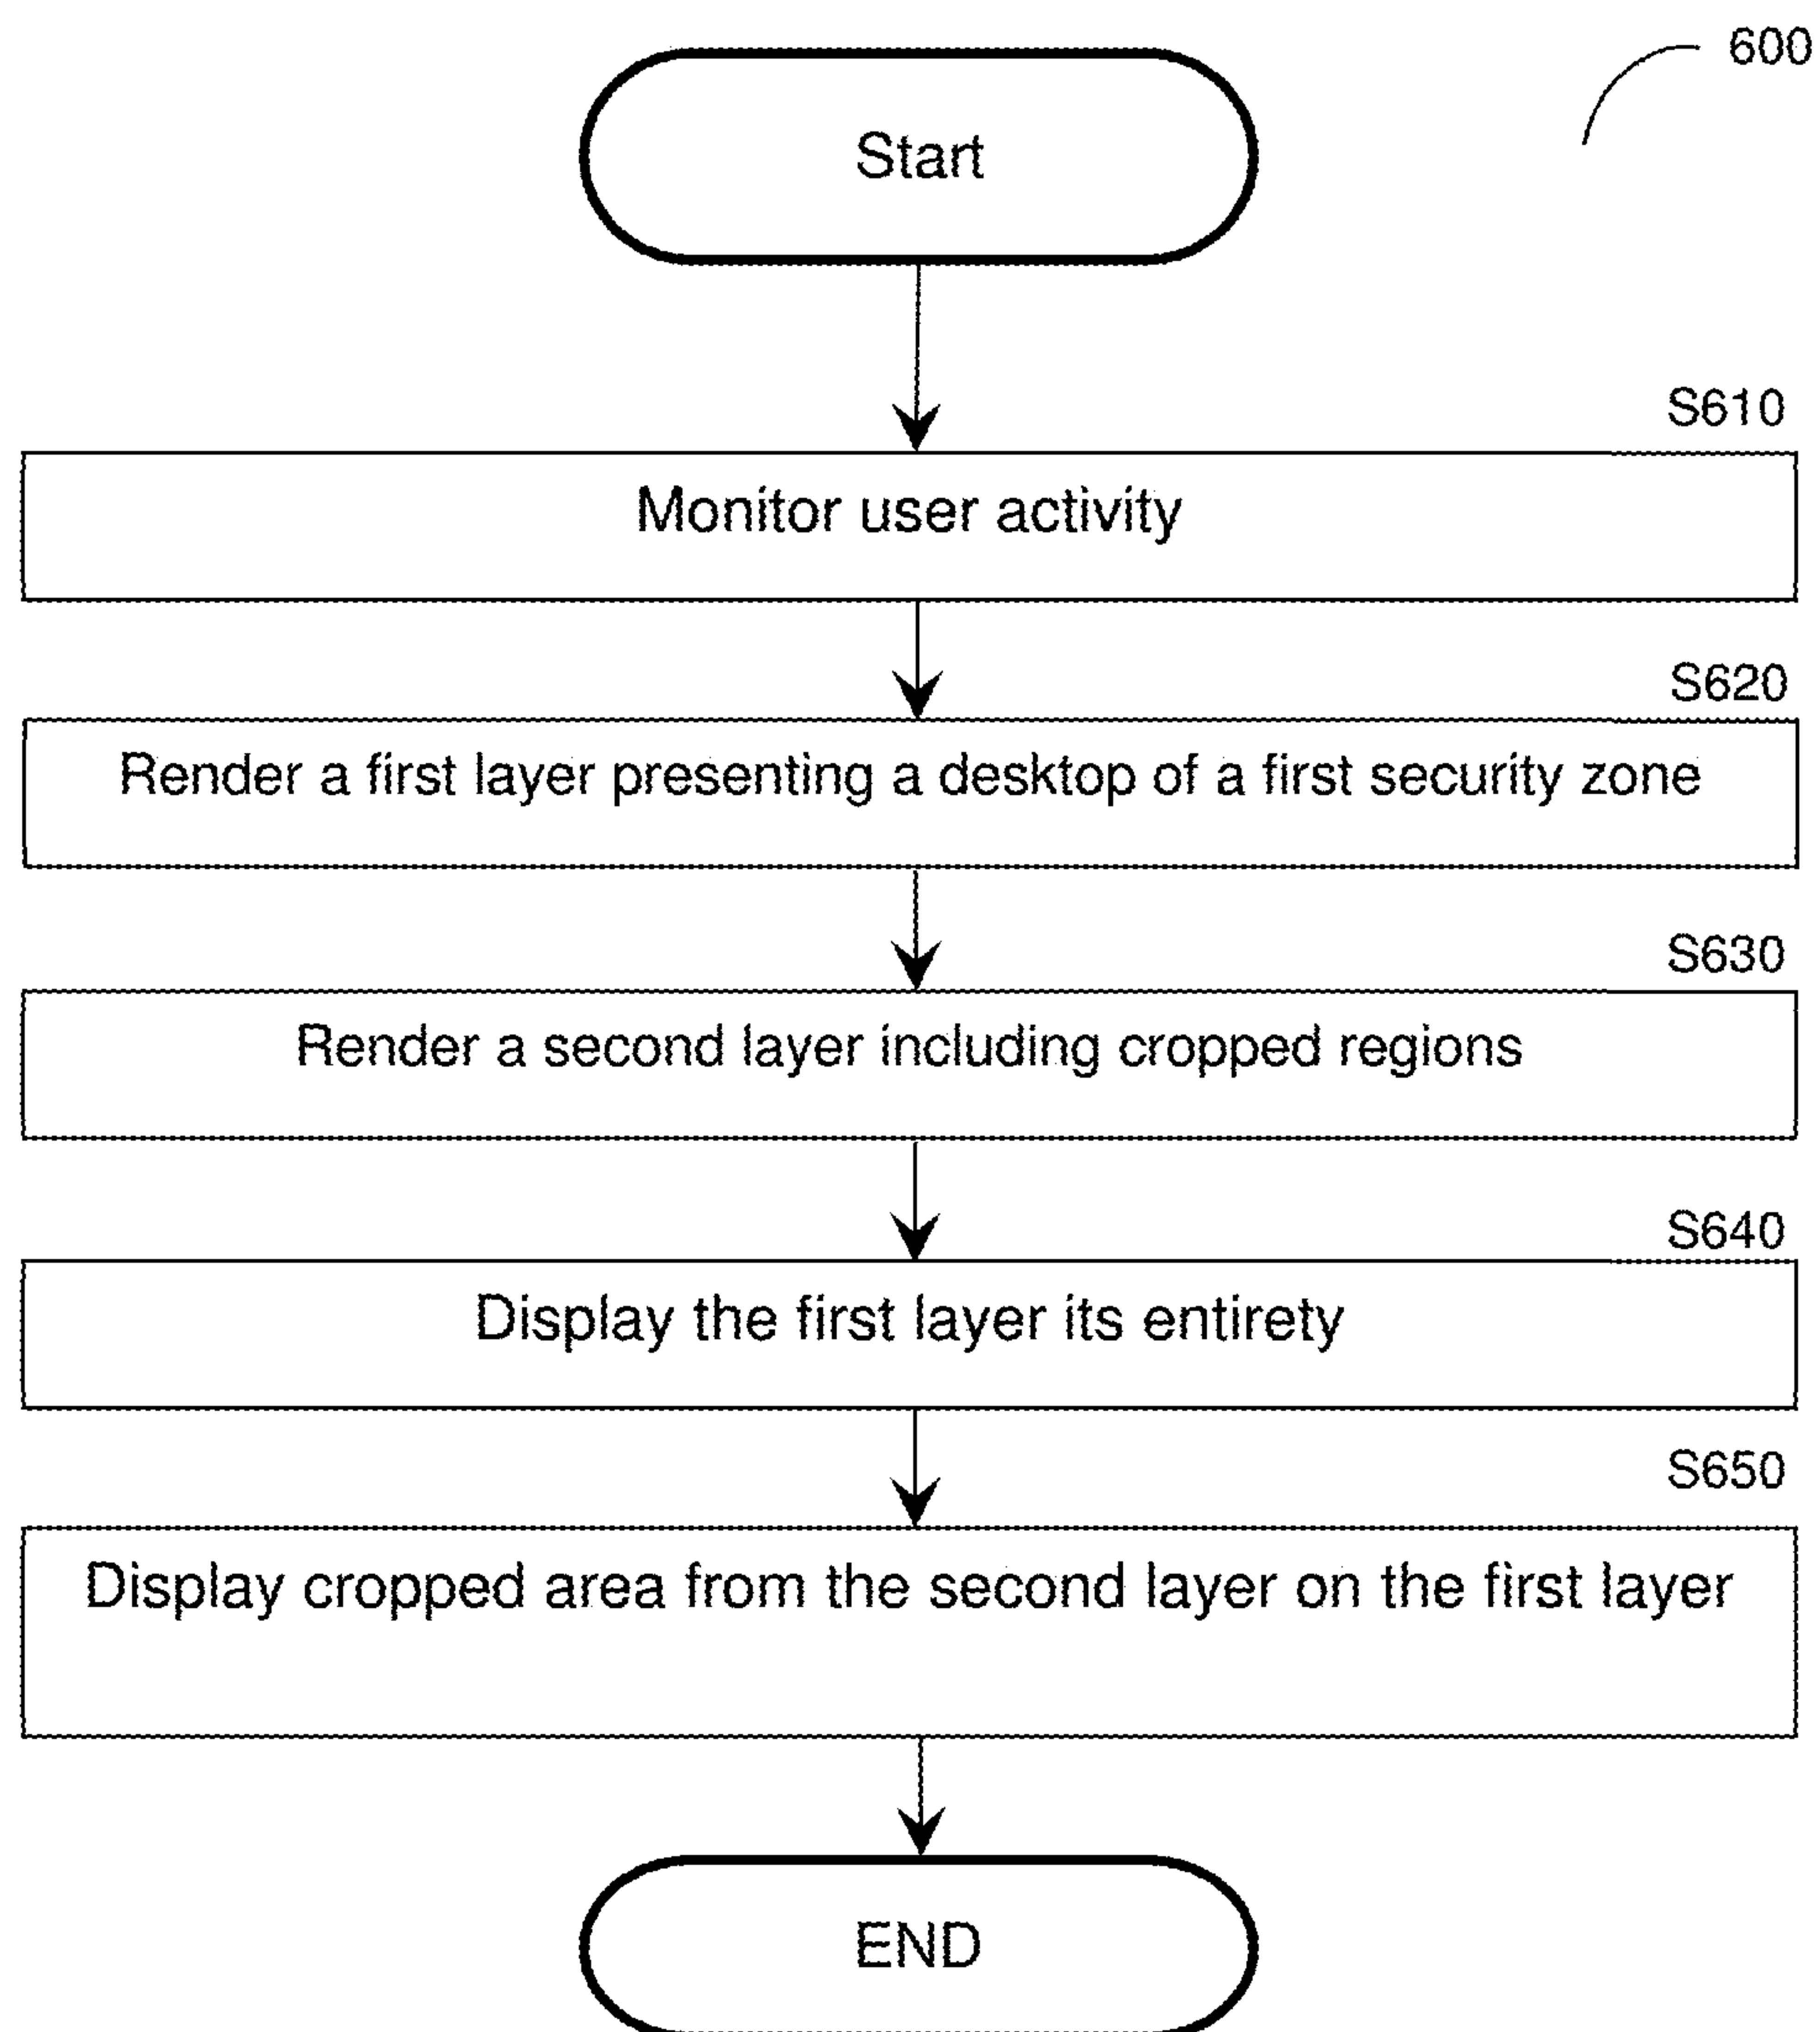 600
Start
S610
Monitor user activity
S620
Render a first layer presenting a desktop of a first security zone
S630
Render a second layer including cropped regions
S640
Display the first layer its entirety
S650
Display cropped area from the second layer on the first layer
END